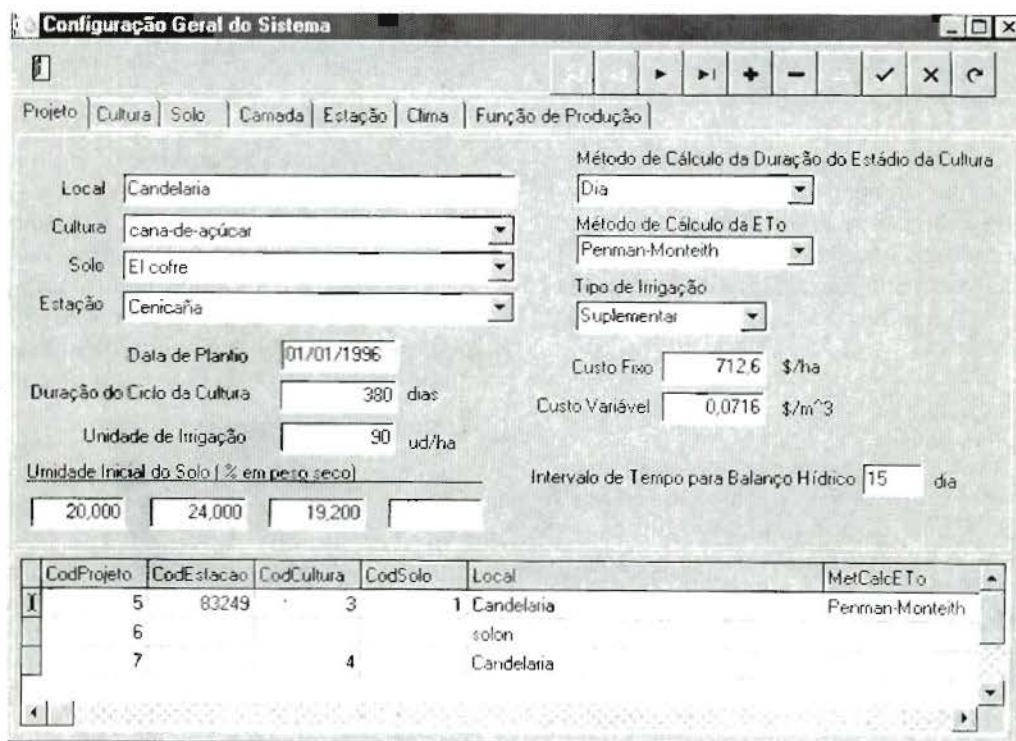 Configuração Geral do Sistema
Projeto Cultura Solo Camada Estação Clima Função de Produção
Método de Cálculo da Duração do Estádio da Cultura
Local Candelaria Dia
Cultura cana-de-açúcar Método de Cálculo da ETo
Solo El cofre Penman-Monteith
Estação Cenicaña Tipo de Irrigação
Suplementar
Data de Plantio 01/01/1996
Custo Fixo 712,6 $/ha
Duração do Ciclo da Cultura 380 dias
Custo Variável 0,0716 $/m^3
Unidade de Irrigação 90 ud/ha
Umidade Inicial do Solo ( % em peso seco)
Intervalo de Tempo para Balanço Hídrico 15 dia
20,000 24,000 19,200
CodProjeto CodEstacao CodCultura CodSolo Local MetCalcETo
5 83249 3 1 Candelaria Penman-Monteith
6 solon
7 4 Candelaria